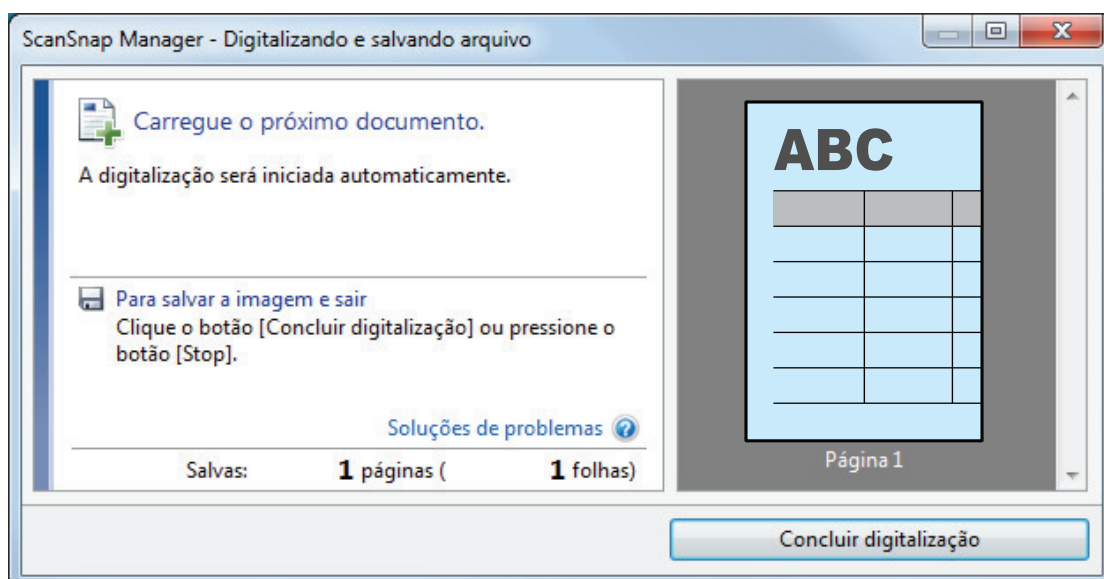 ScanSnap Manager - Digitalizando e salvando arquivo
Carregue o próximo documento.
A digitalização será iniciada automaticamente.
Para salvar a imagem e sair
Clique o botão [Concluir digitalização] ou pressione o
botão [Stop].
Soluções de problemas
Salvas: 1 páginas ( 1 folhas)
ABC
Página 1
Concluir digitalização